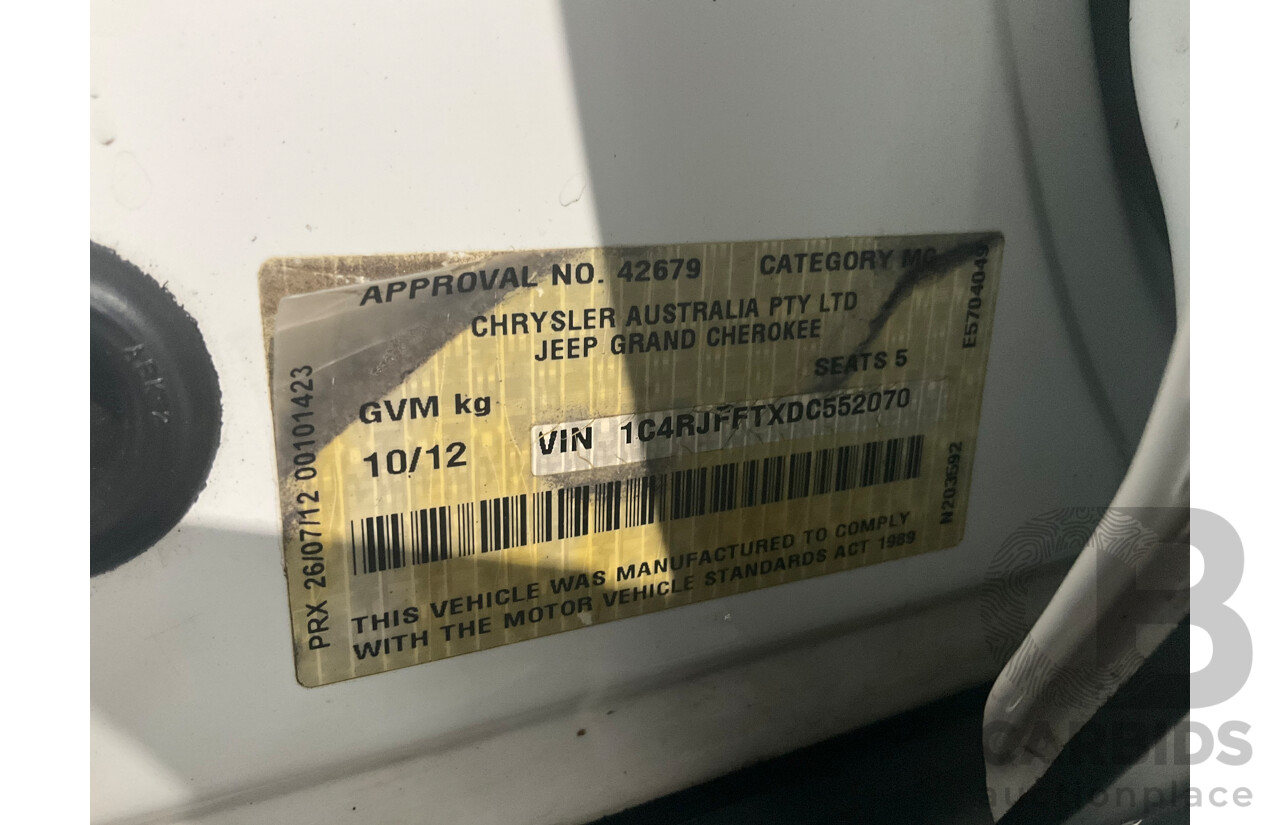 APPROVAL NO. 42679 CATEGORY MC
CHRYSLER AUSTRALIA PTY LTD
JEEP GRAND CHEROKEE
SEATS 5
GVM kg
10/12
VIN 1C4RJFFTXDC552070
THIS VEHICLE WAS MANUFACTURED TO COMPLY
WITH THE MOTOR VEHICLE STANDARDS ACT 1989
PRX 26/07/12 00101423
E5704049
N203592
CARBIDS
auctionplace